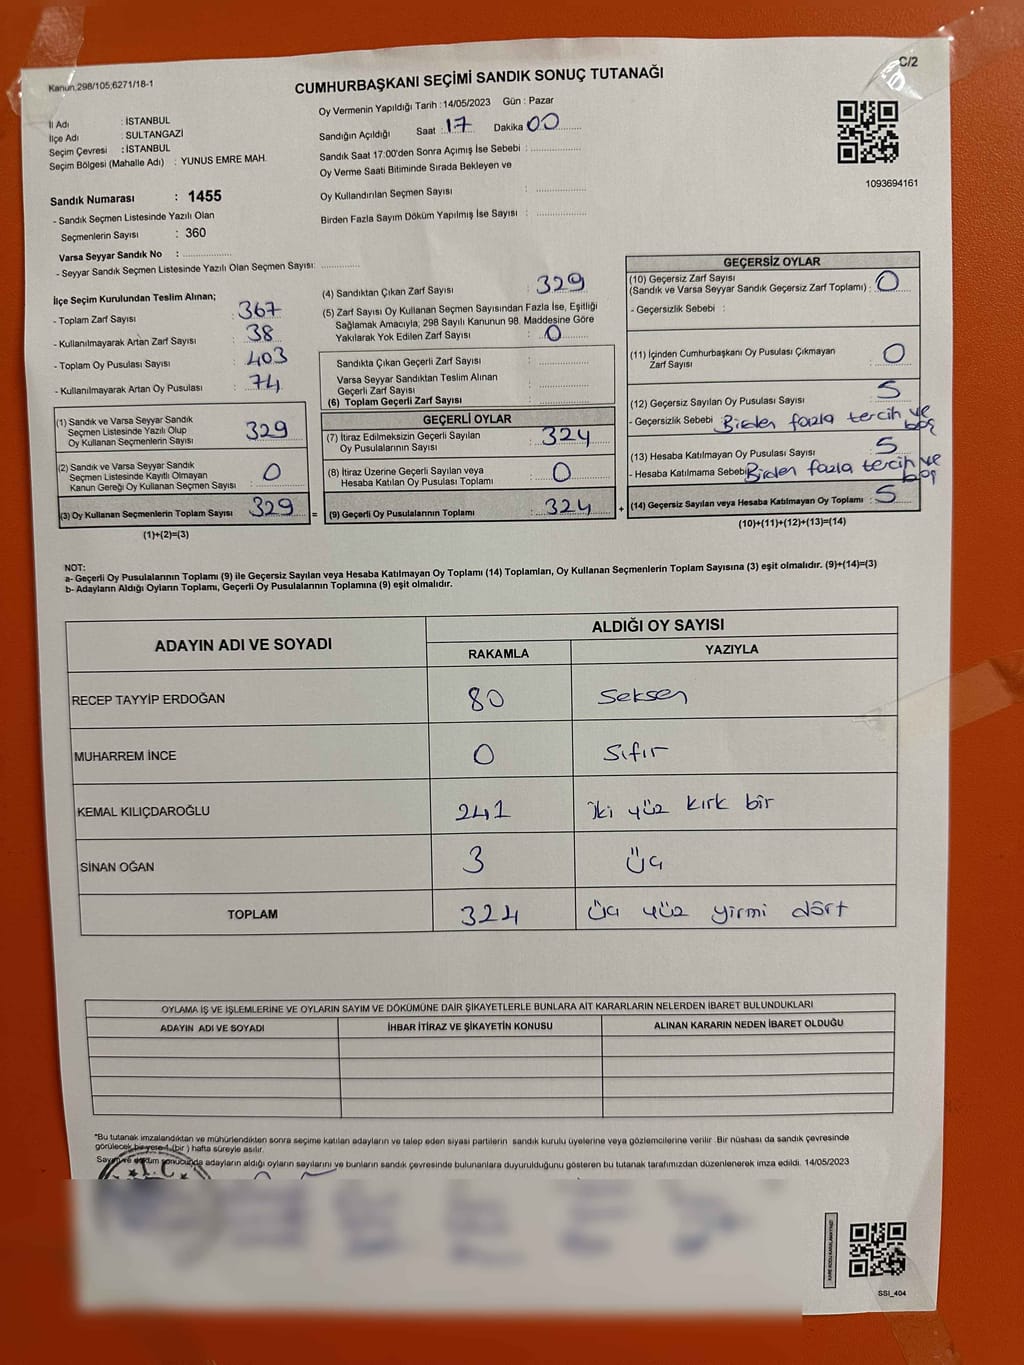 Kanun:298/105;6271/18-1
C/2
CUMHURBAŞKANI SEÇİMİ SANDIK SONUÇ TUTANAĞI
İl Adı : İSTANBUL
İlçe Adı : SULTANGAZİ
Seçim Çevresi : İSTANBUL
Seçim Bölgesi (Mahalle Adı) : YUNUS EMRE MAH.
Oy Vermenin Yapıldığı Tarih : 14/05/2023 Gün : Pazar
Sandığın Açıldığı Saat : 17 Dakika 00
Sandık Saat 17:00'den Sonra Açımış İse Sebebi :
Oy Verme Saati Bitiminde Sırada Bekleyen ve
Oy Kullandırılan Seçmen Sayısı :
Birden Fazla Sayım Döküm Yapılmış İse Sayısı :
1093694161
Sandık Numarası : 1455
- Sandık Seçmen Listesinde Yazılı Olan
Seçmenlerin Sayısı : 360
Varsa Seyyar Sandık No :
- Seyyar Sandık Seçmen Listesinde Yazılı Olan Seçmen Sayısı:
İlçe Seçim Kurulundan Teslim Alınan;
- Toplam Zarf Sayısı : 367
- Kullanılmayarak Artan Zarf Sayısı : 38
- Toplam Oy Pusulası Sayısı : 403
- Kullanılmayarak Artan Oy Pusulası : 74
(1) Sandık ve Varsa Seyyar Sandık
Seçmen Listesinde Yazılı Olup
Oy Kullanan Seçmenlerin Sayısı : 329
(2) Sandık ve Varsa Seyyar Sandık
Seçmen Listesinde Kayıtlı Olmayan
Kanun Gereği Oy Kullanan Seçmen Sayısı : 0
(3) Oy Kullanan Seçmenlerin Toplam Sayısı : 329 =
(1)+(2)=(3)
(4) Sandıktan Çıkan Zarf Sayısı : 329
(5) Zarf Sayısı Oy Kullanan Seçmen Sayısından Fazla İse, Eşitliği
Sağlamak Amacıyla, 298 Sayılı Kanunun 98. Maddesine Göre
Yakılarak Yok Edilen Zarf Sayısı : 0
Sandıkta Çıkan Geçerli Zarf Sayısı :
Varsa Seyyar Sandıktan Teslim Alınan
Geçerli Zarf Sayısı :
(6) Toplam Geçerli Zarf Sayısı :
GEÇERLİ OYLAR
(7) İtiraz Edilmeksizin Geçerli Sayılan
Oy Pusulasının Sayısı : 324
(8) İtiraz Üzerine Geçerli Sayılan veya
Hesaba Katılan Oy Pusulası Toplamı : 0
(9) Geçerli Oy Pusulalarının Toplamı : 324 +
GEÇERSİZ OYLAR
(10) Geçersiz Zarf Sayısı
(Sandık ve Varsa Seyyar Sandık Geçersiz Zarf Toplamı) : 0
- Geçersizlik Sebebi :
(11) İçinden Cumhurbaşkanı Oy Pusulası Çıkmayan
Zarf Sayısı : 0
(12) Geçersiz Sayılan Oy Pusulası Sayısı : 5
- Geçersizlik Sebebi Birden fazla tercih ve boş
(13) Hesaba Katılmayan Oy Pusulası Sayısı : 5
- Hesaba Katılmama Sebebi Birden fazla tercih ve boş
(14) Geçersiz Sayılan veya Hesaba Katılmayan Oy Toplamı : 5
(10)+(11)+(12)+(13)=(14)
NOT:
a- Geçerli Oy Pusulalarının Toplamı (9) ile Geçersiz Sayılan veya Hesaba Katılmayan Oy Toplamı (14) Toplamları, Oy Kullanan Seçmenlerin Toplam Sayısına (3) eşit olmalıdır. (9)+(14)=(3)
b- Adayların Aldığı Oyların Toplamı, Geçerli Oy Pusulalarının Toplamına (9) eşit olmalıdır.
ADAYIN ADI VE SOYADI ALDIĞI OY SAYISI
RAKAMLA YAZIYLA
RECEP TAYYİP ERDOĞAN 80 Seksen
MUHARREM İNCE 0 Sıfır
KEMAL KILIÇDAROĞLU 241 iki yüz kırk bir
SİNAN OĞAN 3 Üç
TOPLAM 324 Üç yüz yirmi dört
OYLAMA İŞ VE İŞLEMLERİNE VE OYLARIN SAYIM VE DÖKÜMÜNE DAİR ŞİKAYETLERLE BUNLARA AİT KARARLARIN NELERDEN İBARET BULUNDUKLARI
ADAYIN ADI VE SOYADI İHBAR İTİRAZ VE ŞİKAYETİN KONUSU ALINAN KARARIN NEDEN İBARET OLDUĞU
"Bu tutanak imzalandıktan ve mühürlendikten sonra seçime katılan adayların ve talep eden siyasi partilerin sandık kurulu üyelerine veya gözlemcilerine verilir. Bir nüshası da sandık çevresinde
görülecek bir yere 1 (bir ) hafta süreyle asılır.
Sayım ve döküm sonucunda adayların aldığı oyların sayılarını ve bunların sandık çevresinde bulunanlara duyurulduğunu gösteren bu tutanak tarafımızdan düzenlenerek imza edildi. 14/05/2023
T.C.
SSI_404